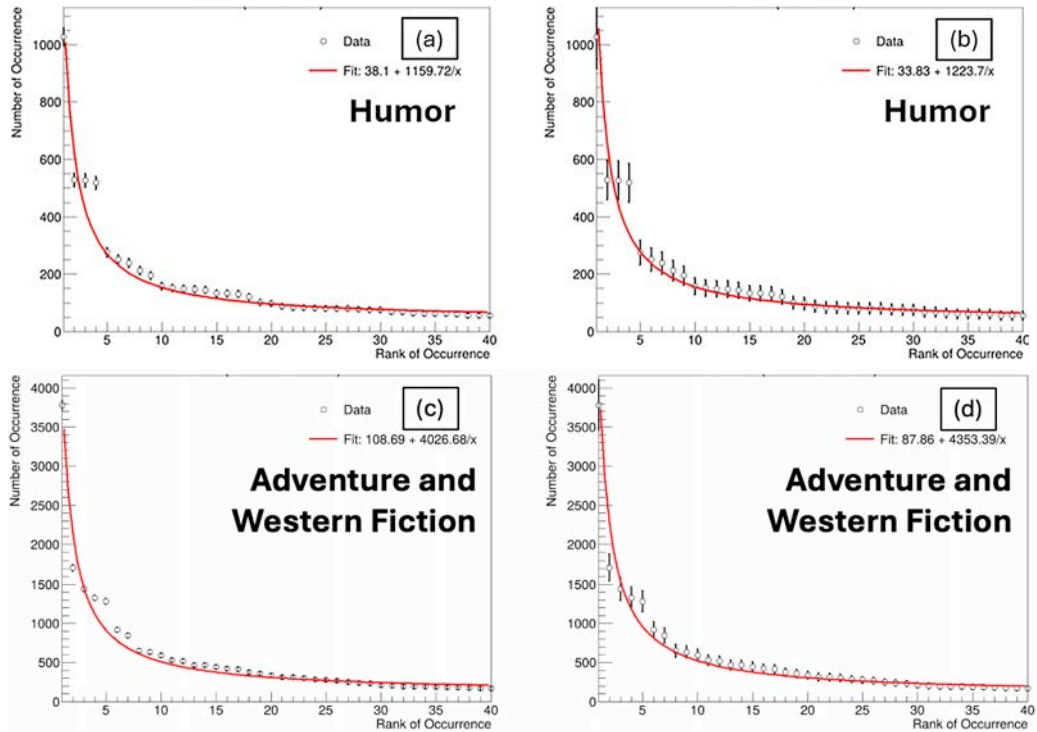 (a)
Data
Fit: 38.1 + 1159.72/x
Humor
Number of Occurrence
1000
800
600
400
200
0
5 10 15 20 25 30 35 40
Rank of Occurrence
(b)
Data
Fit: 33.83 + 1223.7/x
Humor
Number of Occurrence
1000
800
600
400
200
0
5 10 15 20 25 30 35 40
Rank of Occurrence
(c)
Data
Fit: 108.69 + 4026.68/x
Adventure and
Western Fiction
Number of Occurrence
4000
3500
3000
2500
2000
1500
1000
500
0
5 10 15 20 25 30 35 40
Rank of Occurrence
(d)
Data
Fit: 87.86 + 4353.39/x
Adventure and
Western Fiction
Number of Occurrence
4000
3500
3000
2500
2000
1500
1000
500
0
5 10 15 20 25 30 35 40
Rank of Occurrence